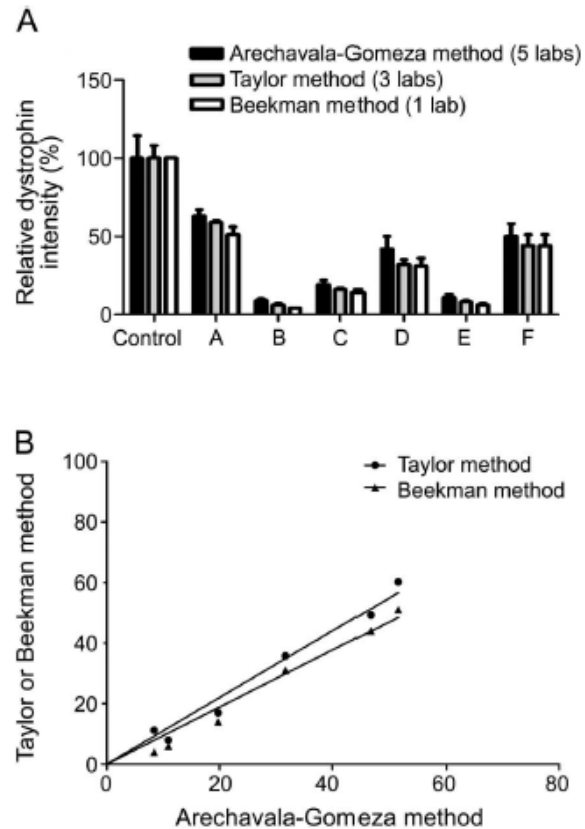 A
Arechavala-Gomeza method (5 labs)
Taylor method (3 labs)
Beekman method (1 lab)
Relative dystrophin
intensity (%)
150
100
50
0
Control A B C D E F
B
Taylor method
Beekman method
Taylor or Beekman method
100
80
60
40
20
0
0 20 40 60 80
Arechavala-Gomeza method